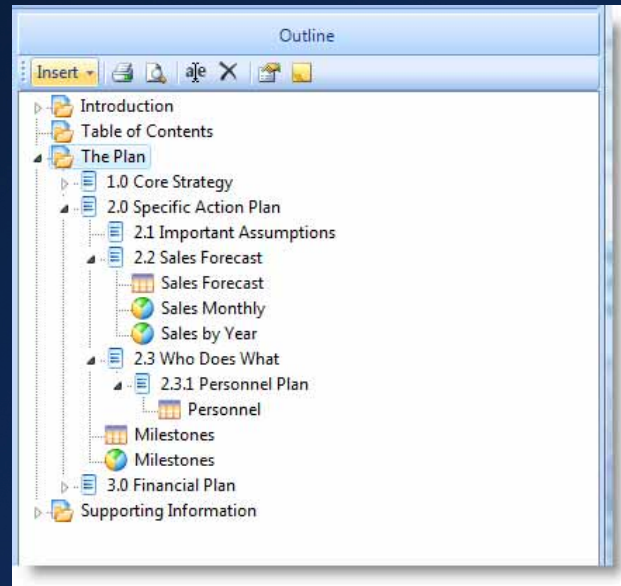 Outline
Insert
Introduction
Table of Contents
The Plan
1.0 Core Strategy
2.0 Specific Action Plan
2.1 Important Assumptions
2.2 Sales Forecast
Sales Forecast
Sales Monthly
Sales by Year
2.3 Who Does What
2.3.1 Personnel Plan
Personnel
Milestones
Milestones
3.0 Financial Plan
Supporting Information